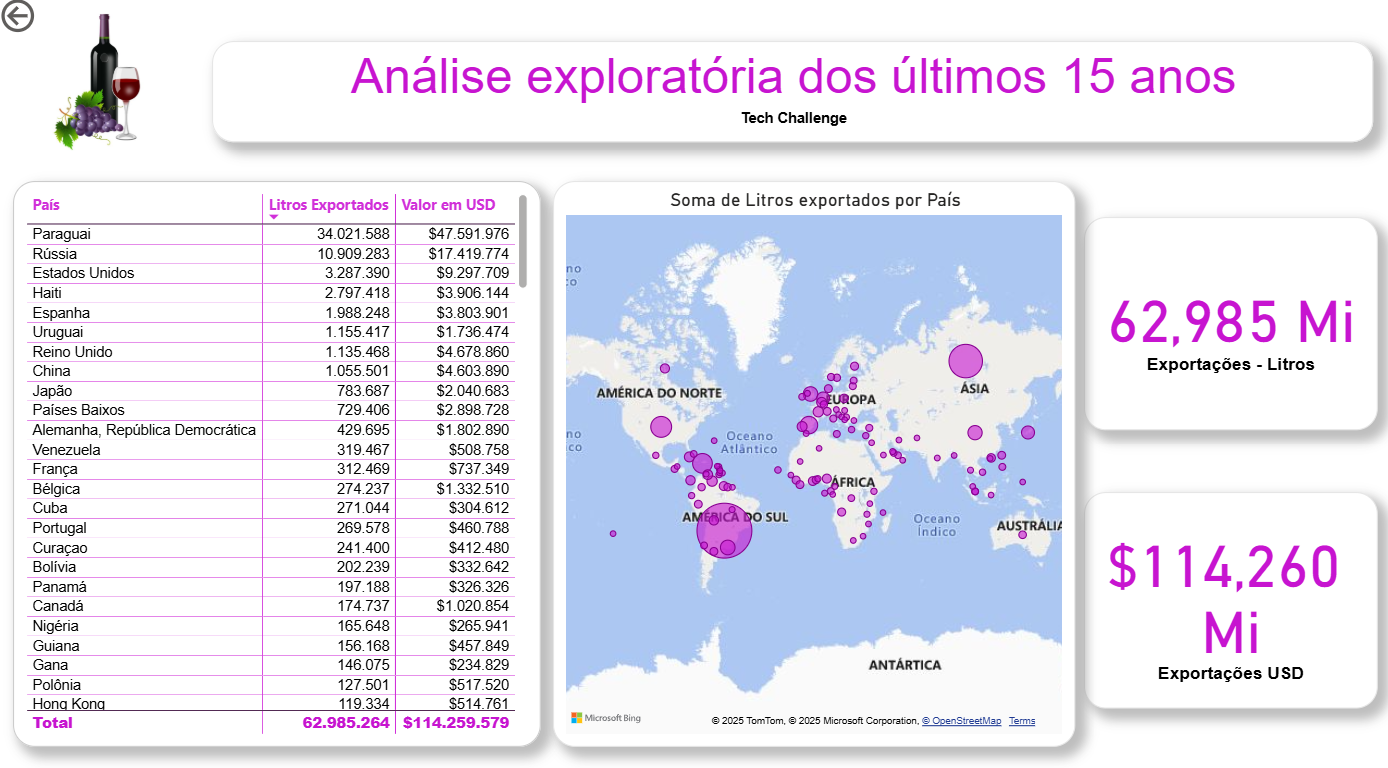 Análise exploratória dos últimos 15 anos
Tech Challenge
País Litros Exportados Valor em USD
Paraguai 34.021.588 $47.591.976
Rússia 10.909.283 $17.419.774
Estados Unidos 3.287.390 $9.297.709
Haiti 2.797.418 $3.906.144
Espanha 1.988.248 $3.803.901
Uruguai 1.155.417 $1.736.474
Reino Unido 1.135.468 $4.678.860
China 1.055.501 $4.603.890
Japão 783.687 $2.040.683
Países Baixos 729.406 $2.898.728
Alemanha, República Democrática 429.695 $1.802.890
Venezuela 319.467 $508.758
França 312.469 $737.349
Bélgica 274.237 $1.332.510
Cuba 271.044 $304.612
Portugal 269.578 $460.788
Curaçao 241.400 $412.480
Bolívia 202.239 $332.642
Panamá 197.188 $326.326
Canadá 174.737 $1.020.854
Nigéria 165.648 $265.941
Guiana 156.168 $457.849
Gana 146.075 $234.829
Polônia 127.501 $517.520
Hong Kong 119.334 $514.761
Total 62.985.264 $114.259.579
Soma de Litros exportados por País
no
co
AMÉRICA DO NORTE
EUROPA
ÁSIA
no
co
Oceano
Atlântico
ÁFRICA
AMÉRICA DO SUL
Oceano
Índico
AUSTRÁLIA
ANTÁRTICA
Microsoft Bing
© 2025 TomTom, © 2025 Microsoft Corporation, © OpenStreetMap Terms
62,985 Mi
Exportações - Litros
$114,260
Mi
Exportações USD